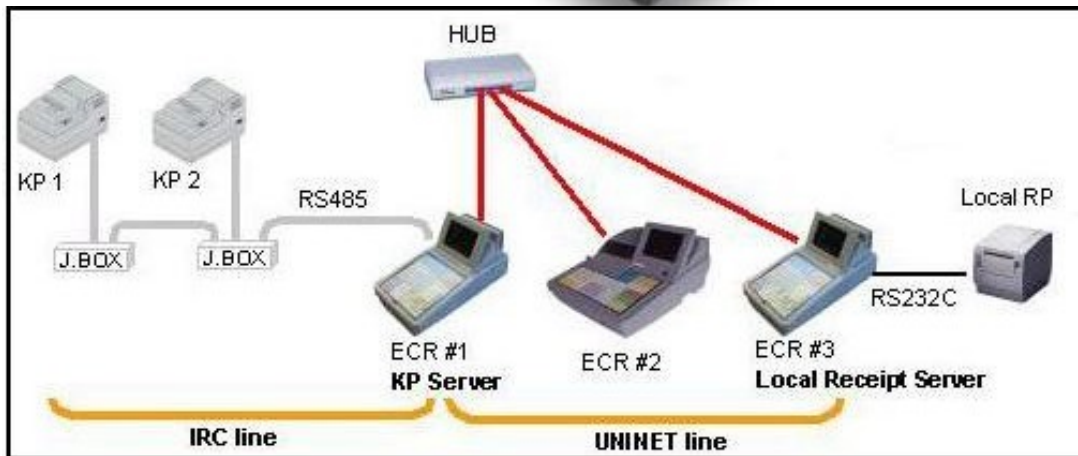 HUB
KP 1
KP 2
RS485
Local RP
J.BOX
J.BOX
RS232C
ECR #1
KP Server
ECR #2
ECR #3
Local Receipt Server
IRC line
UNINET line